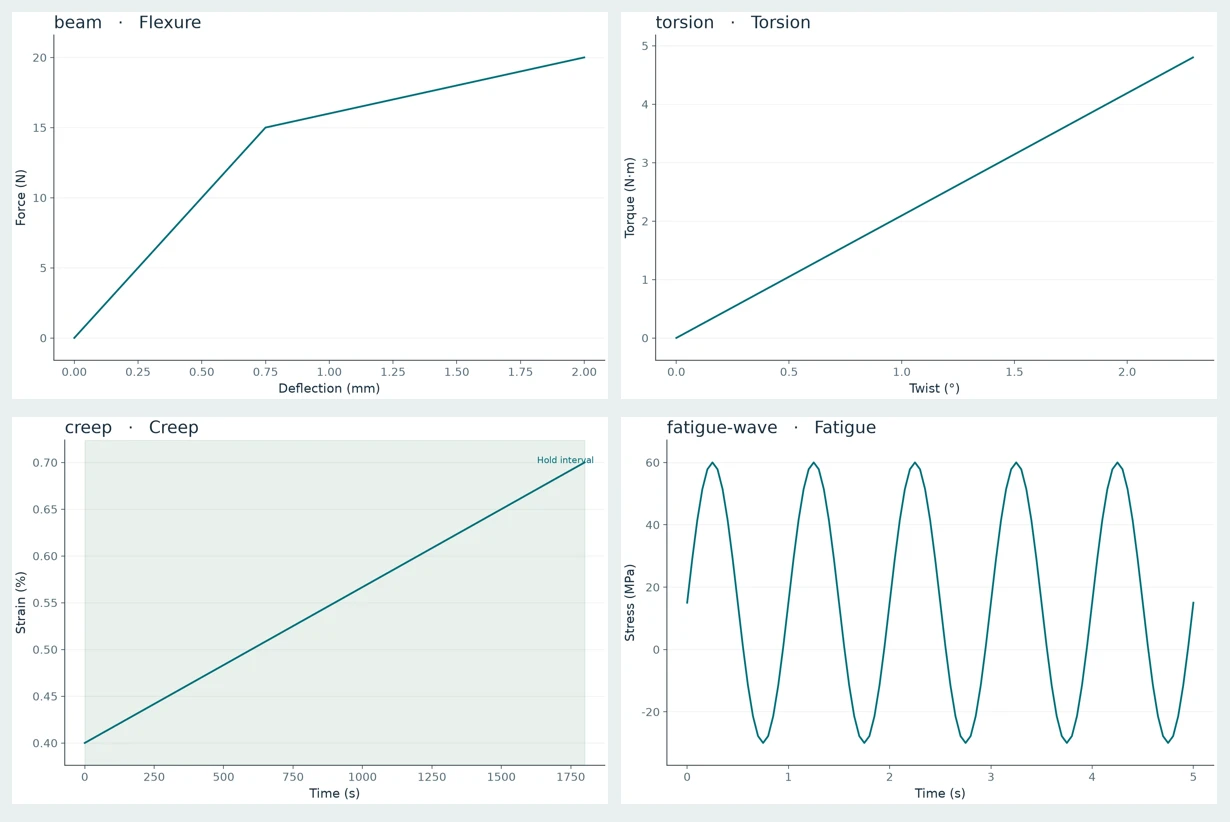 beam · Flexure
Force (N)
20
15
10
5
0
0.00 0.25 0.50 0.75 1.00 1.25 1.50 1.75 2.00
Deflection (mm)
torsion · Torsion
Torque (N·m)
5
4
3
2
1
0
0.0 0.5 1.0 1.5 2.0
Twist (°)
creep · Creep
Hold interval
Strain (%)
0.70
0.65
0.60
0.55
0.50
0.45
0.40
0 250 500 750 1000 1250 1500 1750
Time (s)
fatigue-wave · Fatigue
Stress (MPa)
60
40
20
0
-20
0 1 2 3 4 5
Time (s)